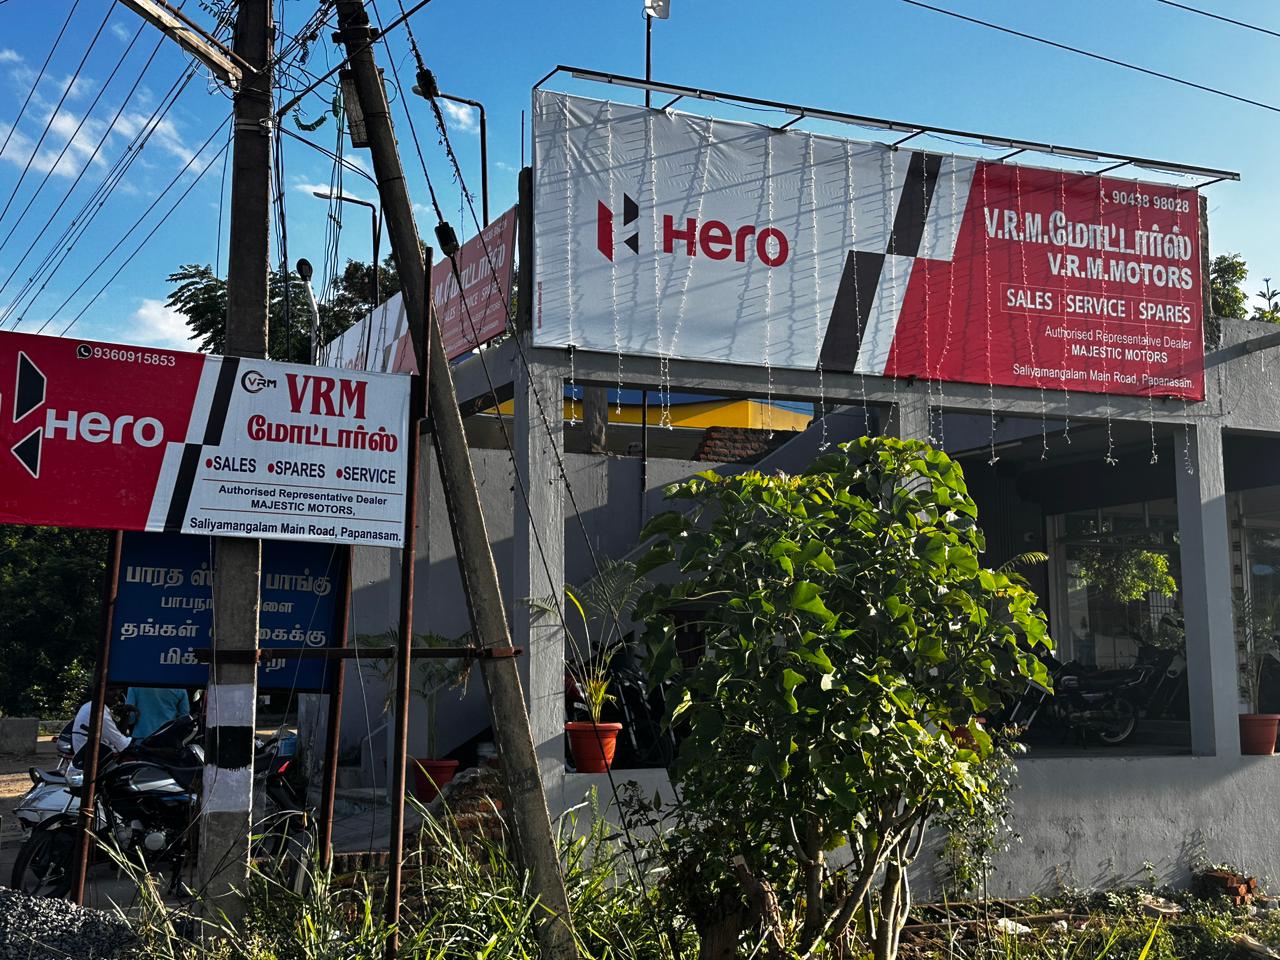 Hero
90438 98028
V.R.M.மோட்டார்ஸ்
V.R.M.MOTORS
SALES | SERVICE | SPARES
Authorised Representative Dealer
MAJESTIC MOTORS
Saliyamangalam Main Road, Papanasam.
9360915853
Hero
VRM
VRM
மோட்டார்ஸ்
•SALES •SPARES •SERVICE
Authorised Representative Dealer
MAJESTIC MOTORS,
Saliyamangalam Main Road, Papanasam.
பாரத பாங்கு
தங்கள்